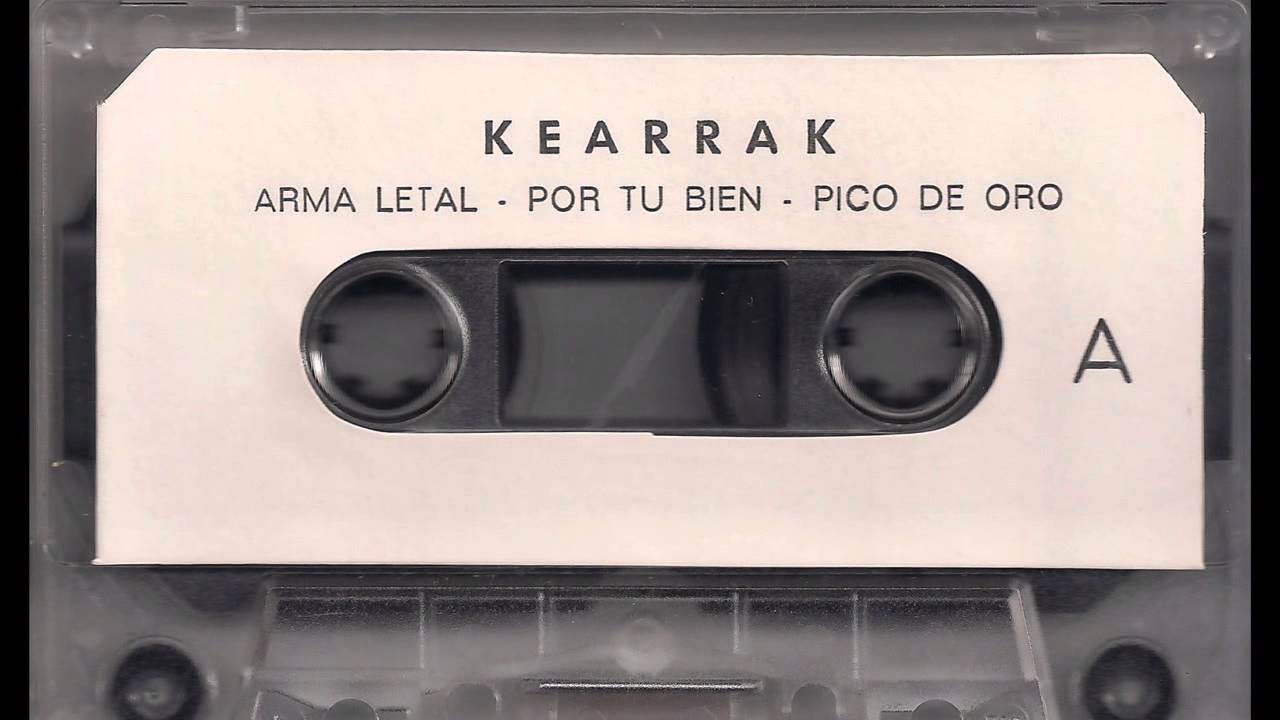 KEARRAK
ARMA LETAL - POR TU BIEN - PICO DE ORO
A